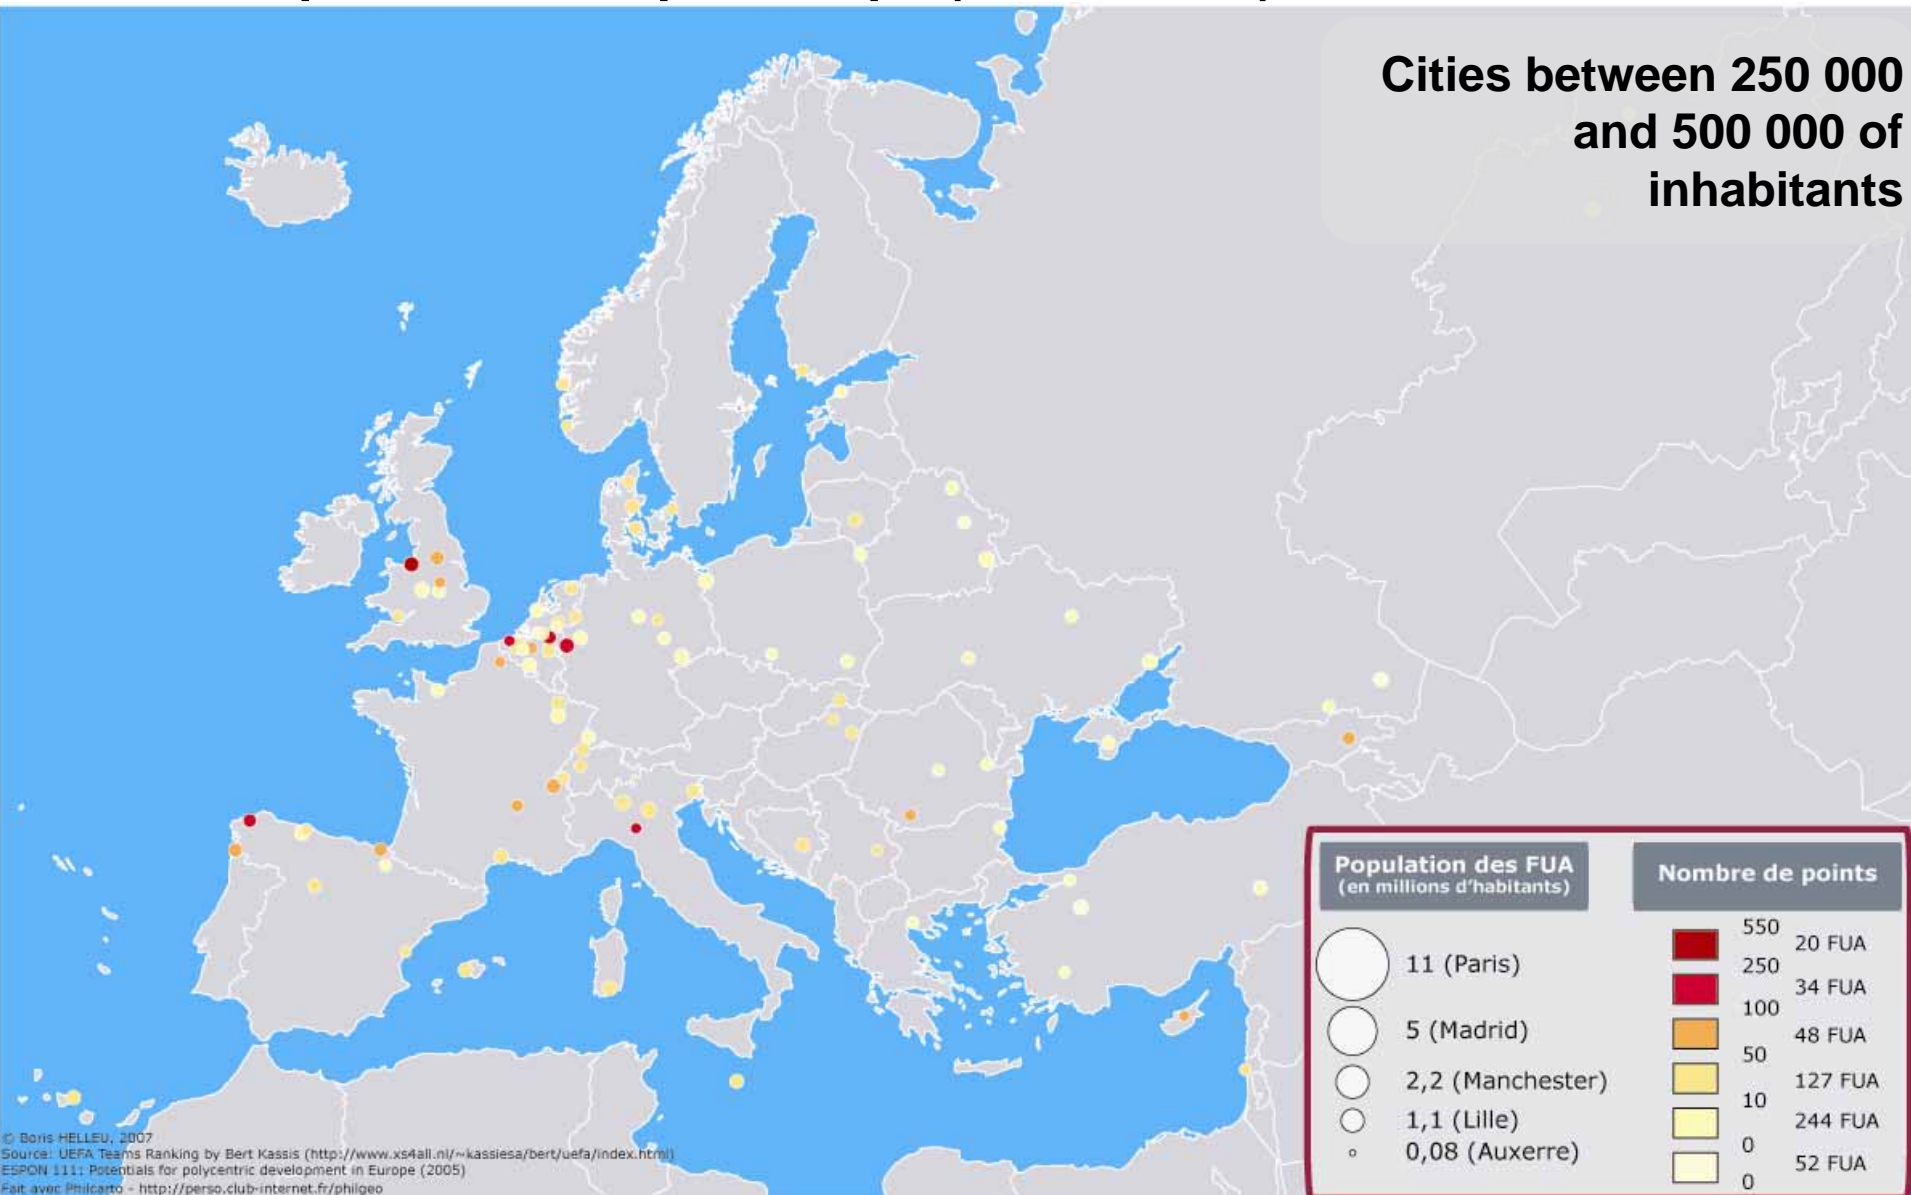 Cities between 250 000
and 500 000 of
inhabitants
Population des FUA
(en millions d'habitants)
11 (Paris)
5 (Madrid)
2,2 (Manchester)
1,1 (Lille)
0,08 (Auxerre)
Nombre de points
550
20 FUA
250
34 FUA
100
48 FUA
50
127 FUA
10
244 FUA
0
52 FUA
0
© Boris HELLEU, 2007
Source: UEFA Teams Ranking by Bert Kassis (http://www.xs4all.nl/~kassiesa/bert/uefa/index.html)
ESPON 111: Potentials for polycentric development in Europe (2005)
Fait avec Philcarto - http://perso.club-internet.fr/philgeo